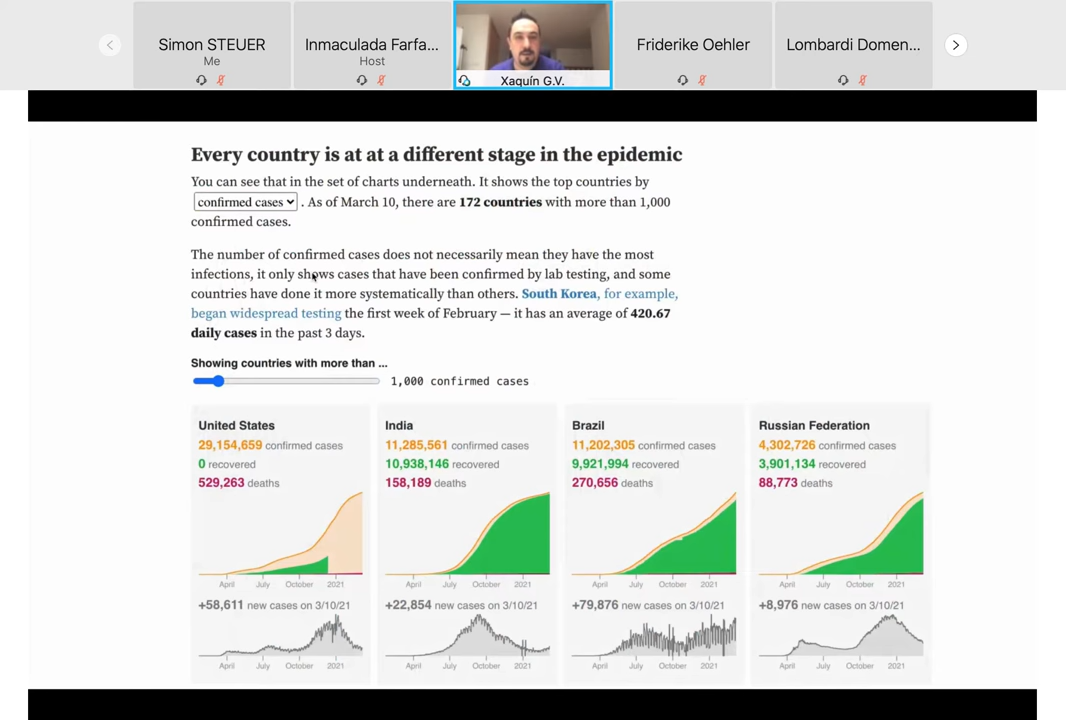 Simon STEUER
Me
Inmaculada Farfa...
Host
Xaquín G.V.
Friderike Oehler
Lombardi Domen...
Every country is at at a different stage in the epidemic
You can see that in the set of charts underneath. It shows the top countries by
confirmed cases . As of March 10, there are 172 countries with more than 1,000
confirmed cases.
The number of confirmed cases does not necessarily mean they have the most
infections, it only shows cases that have been confirmed by lab testing, and some
countries have done it more systematically than others. South Korea, for example,
began widespread testing the first week of February — it has an average of 420.67
daily cases in the past 3 days.
Showing countries with more than ...
1,000 confirmed cases
United States
29,154,659 confirmed cases
0 recovered
529,263 deaths
April July October 2021
+58,611 new cases on 3/10/21
April July October 2021
India
11,285,561 confirmed cases
10,938,146 recovered
158,189 deaths
April July October 2021
+22,854 new cases on 3/10/21
April July October 2021
Brazil
11,202,305 confirmed cases
9,921,994 recovered
270,656 deaths
April July October 2021
+79,876 new cases on 3/10/21
April July October 2021
Russian Federation
4,302,726 confirmed cases
3,901,134 recovered
88,773 deaths
April July October 2021
+8,976 new cases on 3/10/21
April July October 2021